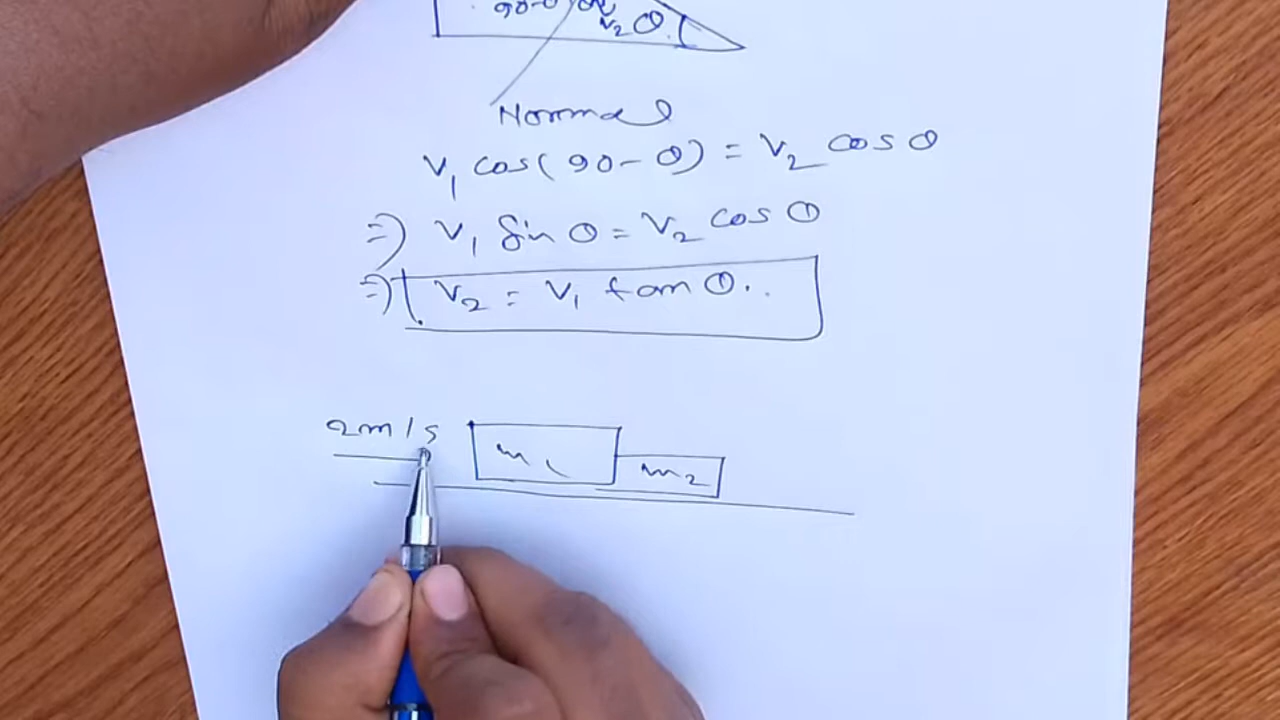 90-θ
v₂ θ
Normal
v₁ cos(90-θ) = v₂ cos θ
=) v₁ Sin θ = v₂ cos θ
=) v₂ = v₁ tan θ.
2m/s
m₁
m₂